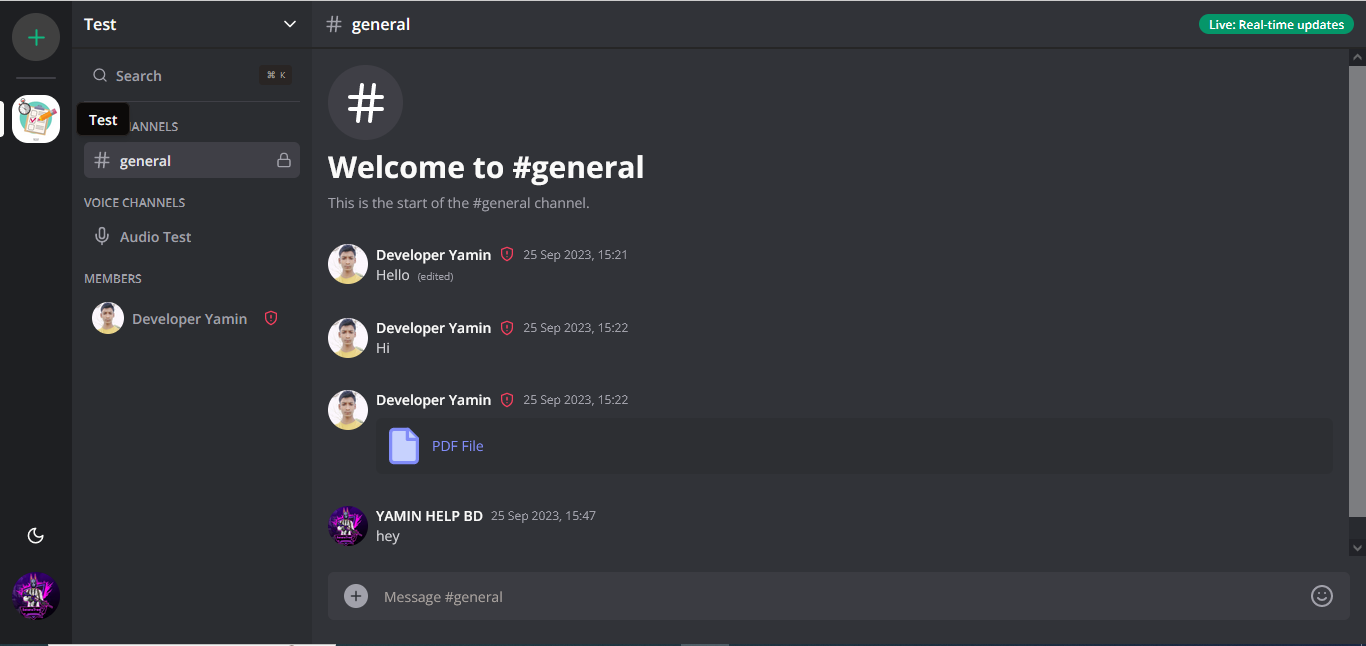 Test
Search
⌘ K
Test
ANNELS
general
VOICE CHANNELS
Audio Test
MEMBERS
Developer Yamin
# general
Live: Real-time updates
#
Welcome to #general
This is the start of the #general channel.
Developer Yamin 25 Sep 2023, 15:21
Hello (edited)
Developer Yamin 25 Sep 2023, 15:22
Hi
Developer Yamin 25 Sep 2023, 15:22
PDF File
YAMIN HELP BD 25 Sep 2023, 15:47
hey
Message #general